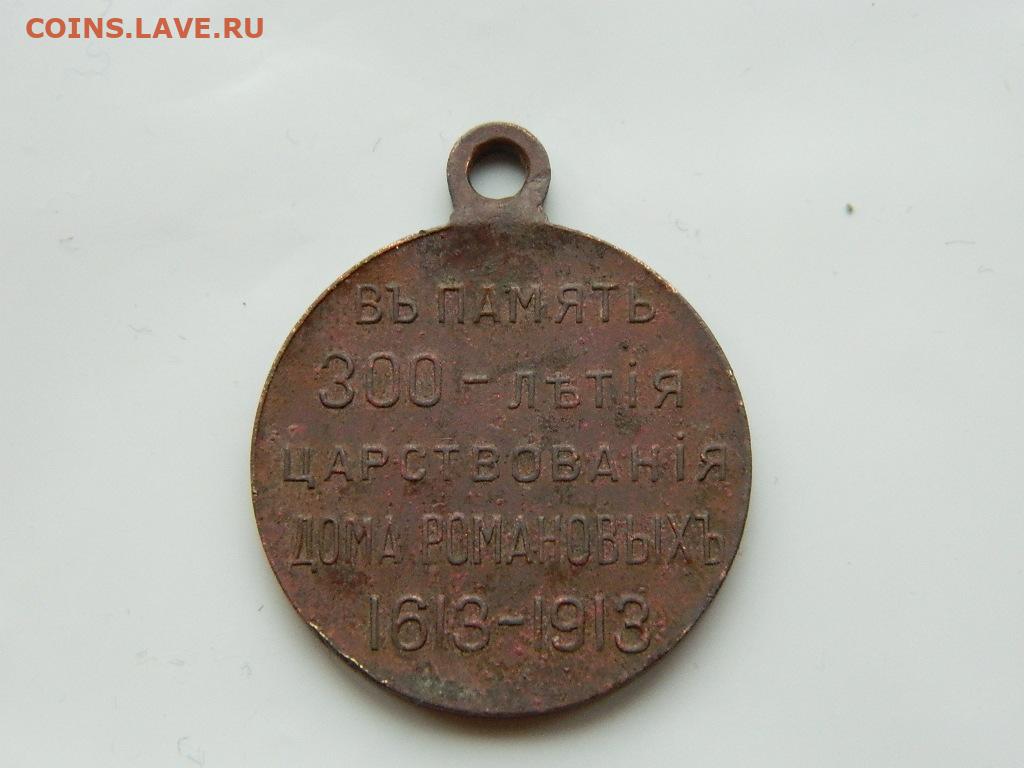 COINS.LAVE.RU
ВЪ ПАМЯТЬ
300-лѣтія
ЦАРСТВОВАНІЯ
ДОМА РОМАНОВЫХЪ
1613-1913